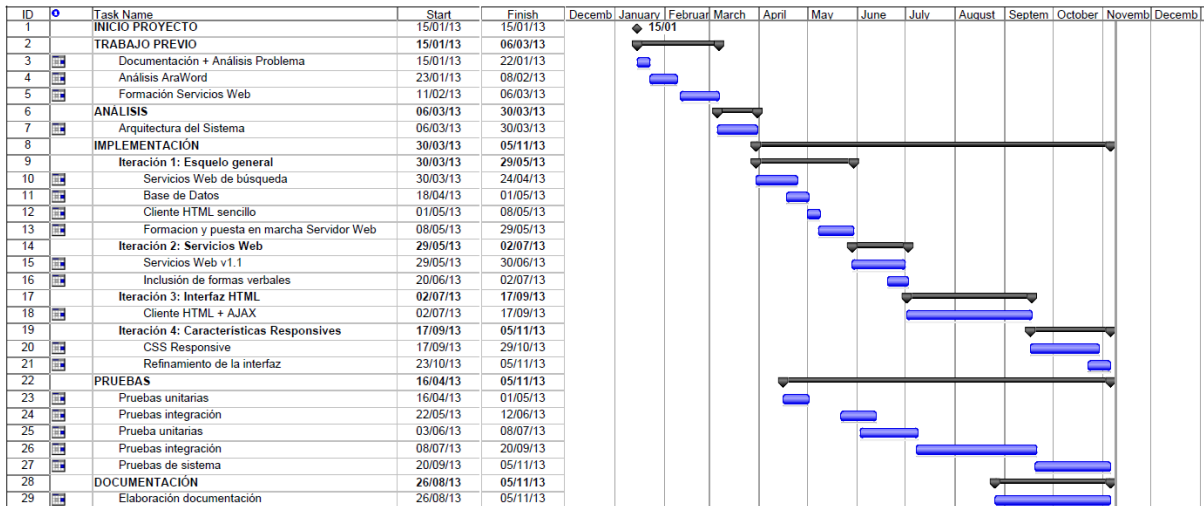 ID Task Name Start Finish Decemb January Februar March April May June July August Septem October Novemb Decemb
1 INICIO PROYECTO 15/01/13 15/01/13 15/01
2 TRABAJO PREVIO 15/01/13 06/03/13
3 Documentación + Análisis Problema 15/01/13 22/01/13
4 Análisis AraWord 23/01/13 08/02/13
5 Formación Servicios Web 11/02/13 06/03/13
6 ANÁLISIS 06/03/13 30/03/13
7 Arquitectura del Sistema 06/03/13 30/03/13
8 IMPLEMENTACIÓN 30/03/13 05/11/13
9 Iteración 1: Esquelo general 30/03/13 29/05/13
10 Servicios Web de búsqueda 30/03/13 24/04/13
11 Base de Datos 18/04/13 01/05/13
12 Cliente HTML sencillo 01/05/13 08/05/13
13 Formacion y puesta en marcha Servidor Web 08/05/13 29/05/13
14 Iteración 2: Servicios Web 29/05/13 02/07/13
15 Servicios Web v1.1 29/05/13 30/06/13
16 Inclusión de formas verbales 20/06/13 02/07/13
17 Iteración 3: Interfaz HTML 02/07/13 17/09/13
18 Cliente HTML + AJAX 02/07/13 17/09/13
19 Iteración 4: Características Responsives 17/09/13 05/11/13
20 CSS Responsive 17/09/13 29/10/13
21 Refinamiento de la interfaz 23/10/13 05/11/13
22 PRUEBAS 16/04/13 05/11/13
23 Pruebas unitarias 16/04/13 01/05/13
24 Pruebas integración 22/05/13 12/06/13
25 Prueba unitarias 03/06/13 08/07/13
26 Pruebas integración 08/07/13 20/09/13
27 Pruebas de sistema 20/09/13 05/11/13
28 DOCUMENTACIÓN 26/08/13 05/11/13
29 Elaboración documentación 26/08/13 05/11/13